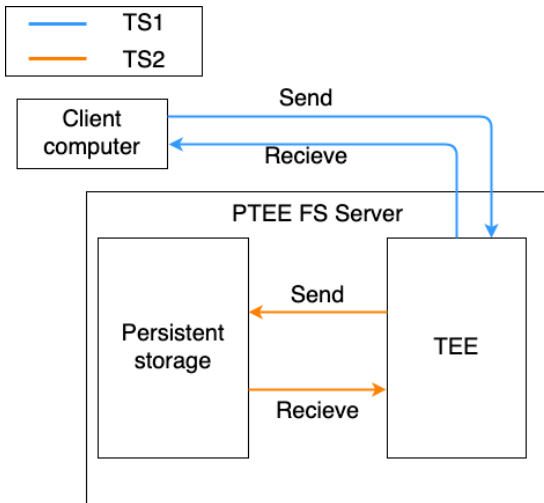 TS1
TS2
Send
Client
computer
Recieve
PTEE FS Server
Send
Persistent
storage
TEE
Recieve